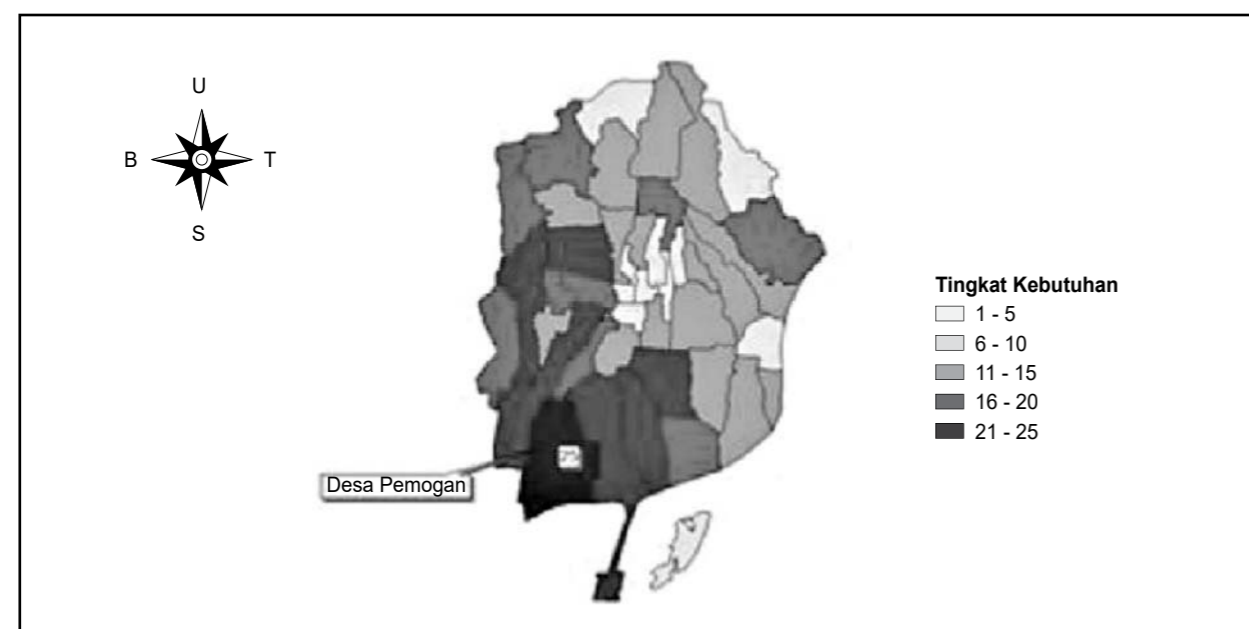 U
B T
S
Tingkat Kebutuhan
1 - 5
6 - 10
11 - 15
16 - 20
21 - 25
Desa Pemogan